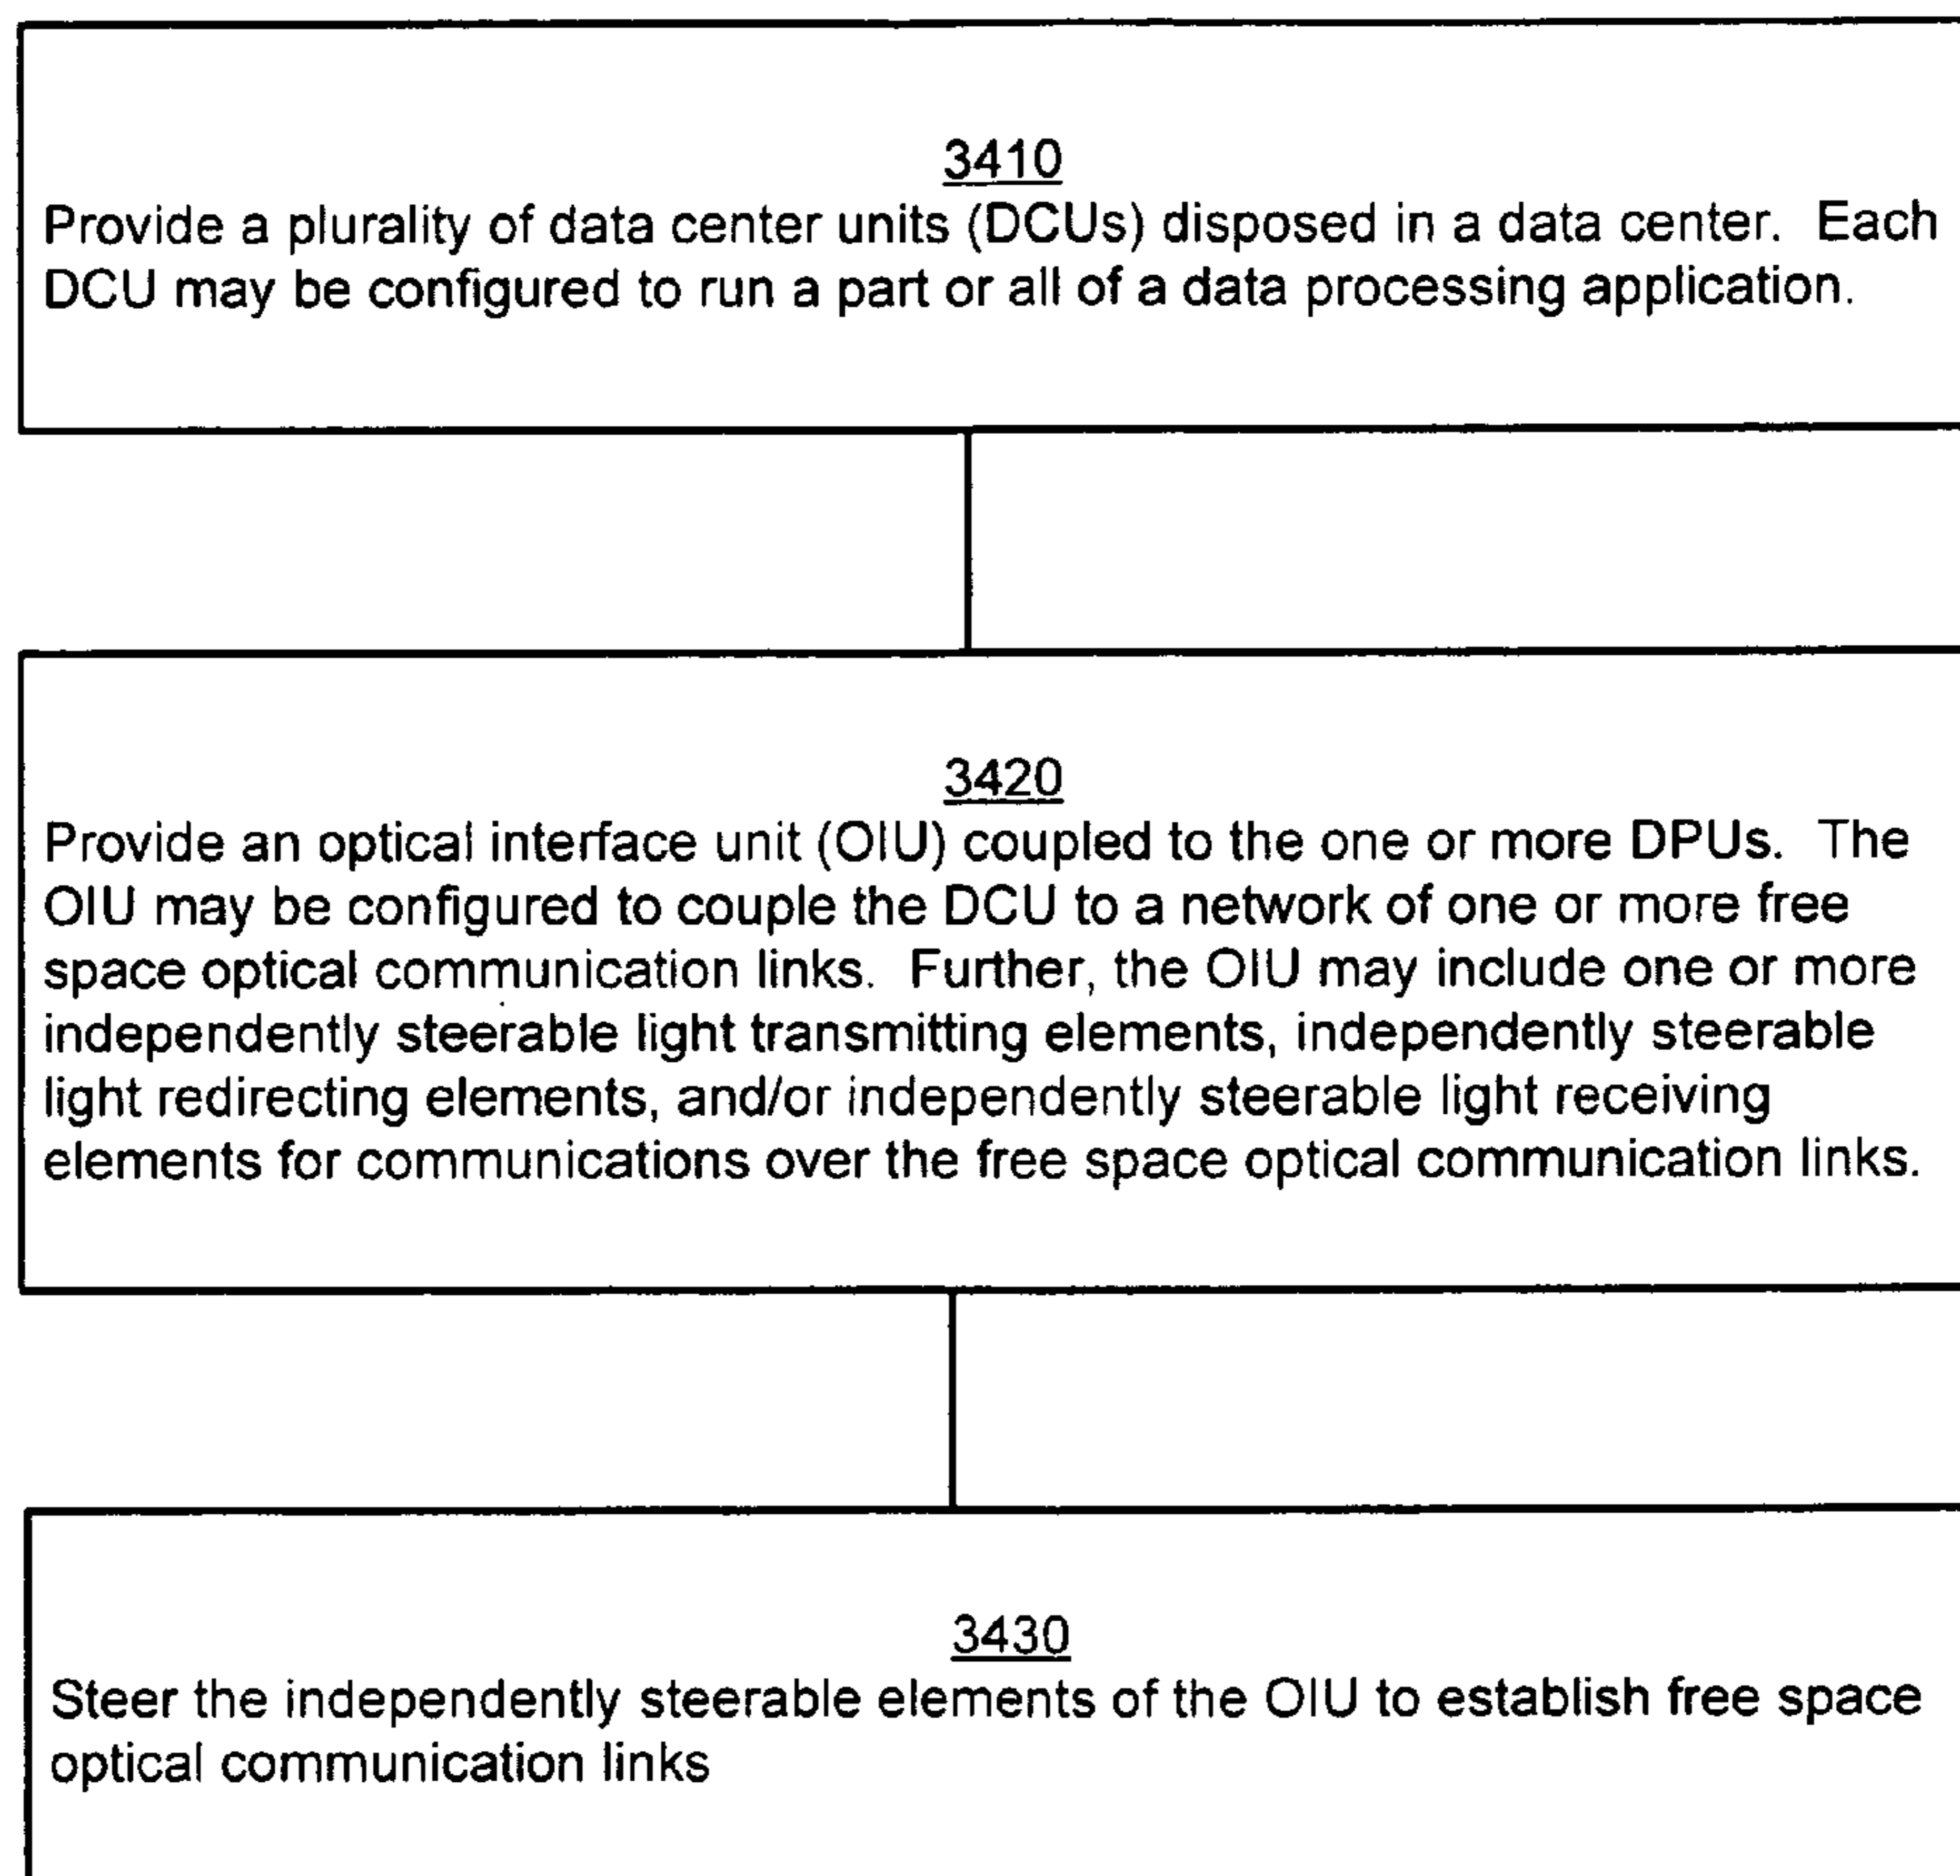 3410
Provide a plurality of data center units (DCUs) disposed in a data center. Each
DCU may be configured to run a part or all of a data processing application.
3420
Provide an optical interface unit (OIU) coupled to the one or more DPUs. The
OIU may be configured to couple the DCU to a network of one or more free
space optical communication links. Further, the OIU may include one or more
independently steerable light transmitting elements, independently steerable
light redirecting elements, and/or independently steerable light receiving
elements for communications over the free space optical communication links.
3430
Steer the independently steerable elements of the OIU to establish free space
optical communication links